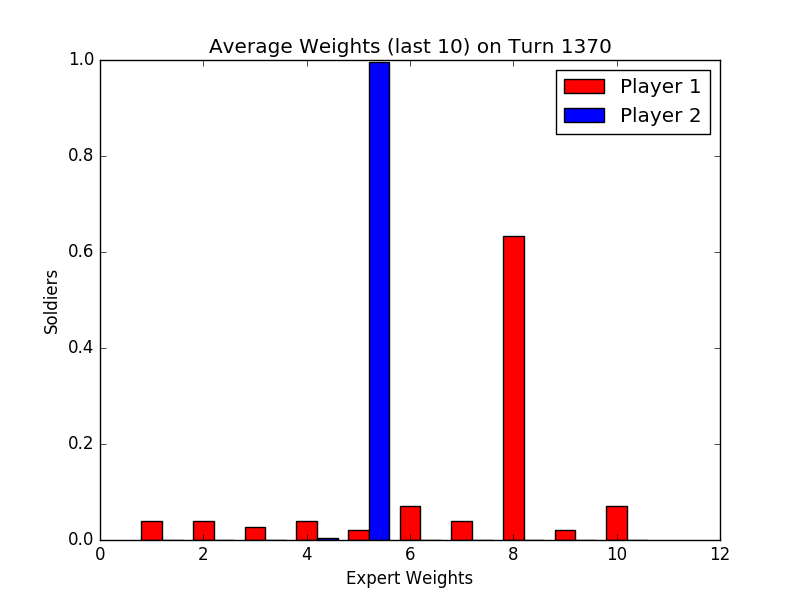 Average Weights (last 10) on Turn 1370
1.0
0.8
0.6
0.4
0.2
0.0
Soldiers
Player 1
Player 2
0 2 4 6 8 10 12
Expert Weights